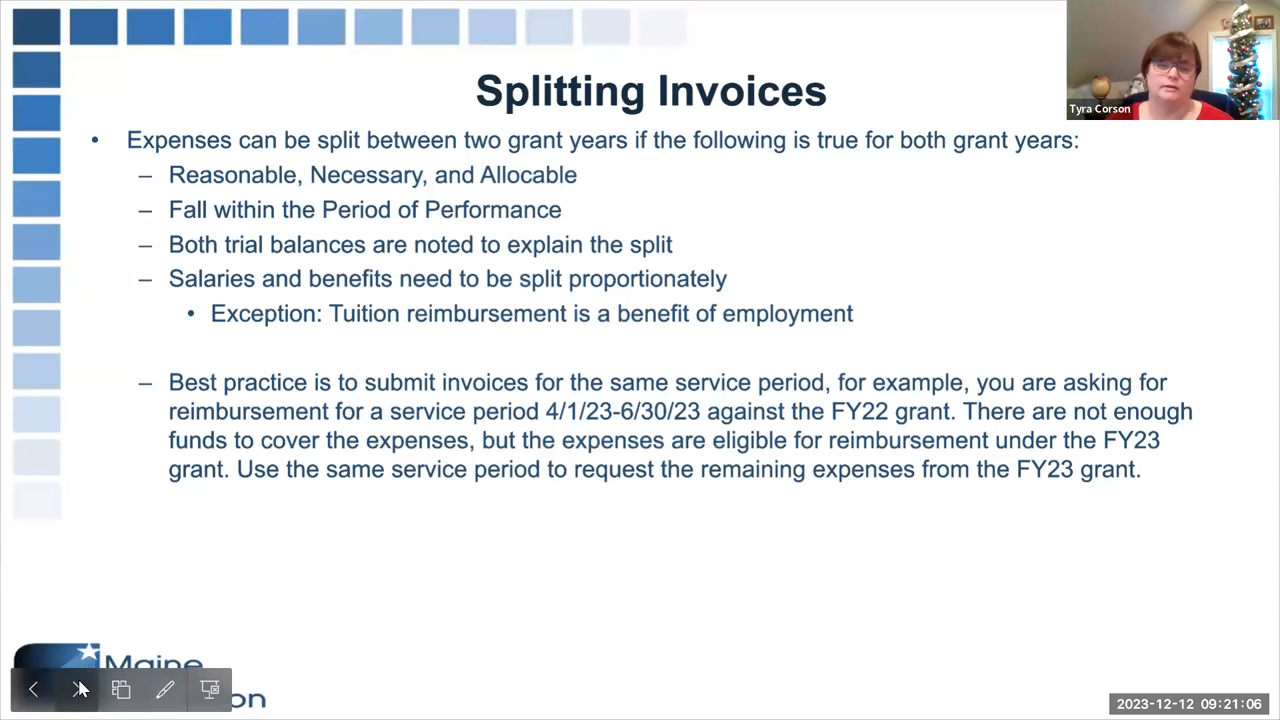 Splitting Invoices
Tyra Corson
• Expenses can be split between two grant years if the following is true for both grant years:
– Reasonable, Necessary, and Allocable
– Fall within the Period of Performance
– Both trial balances are noted to explain the split
– Salaries and benefits need to be split proportionately
• Exception: Tuition reimbursement is a benefit of employment
– Best practice is to submit invoices for the same service period, for example, you are asking for
reimbursement for a service period 4/1/23-6/30/23 against the FY22 grant. There are not enough
funds to cover the expenses, but the expenses are eligible for reimbursement under the FY23
grant. Use the same service period to request the remaining expenses from the FY23 grant.
Maine
on
2023-12-12 09:21:06